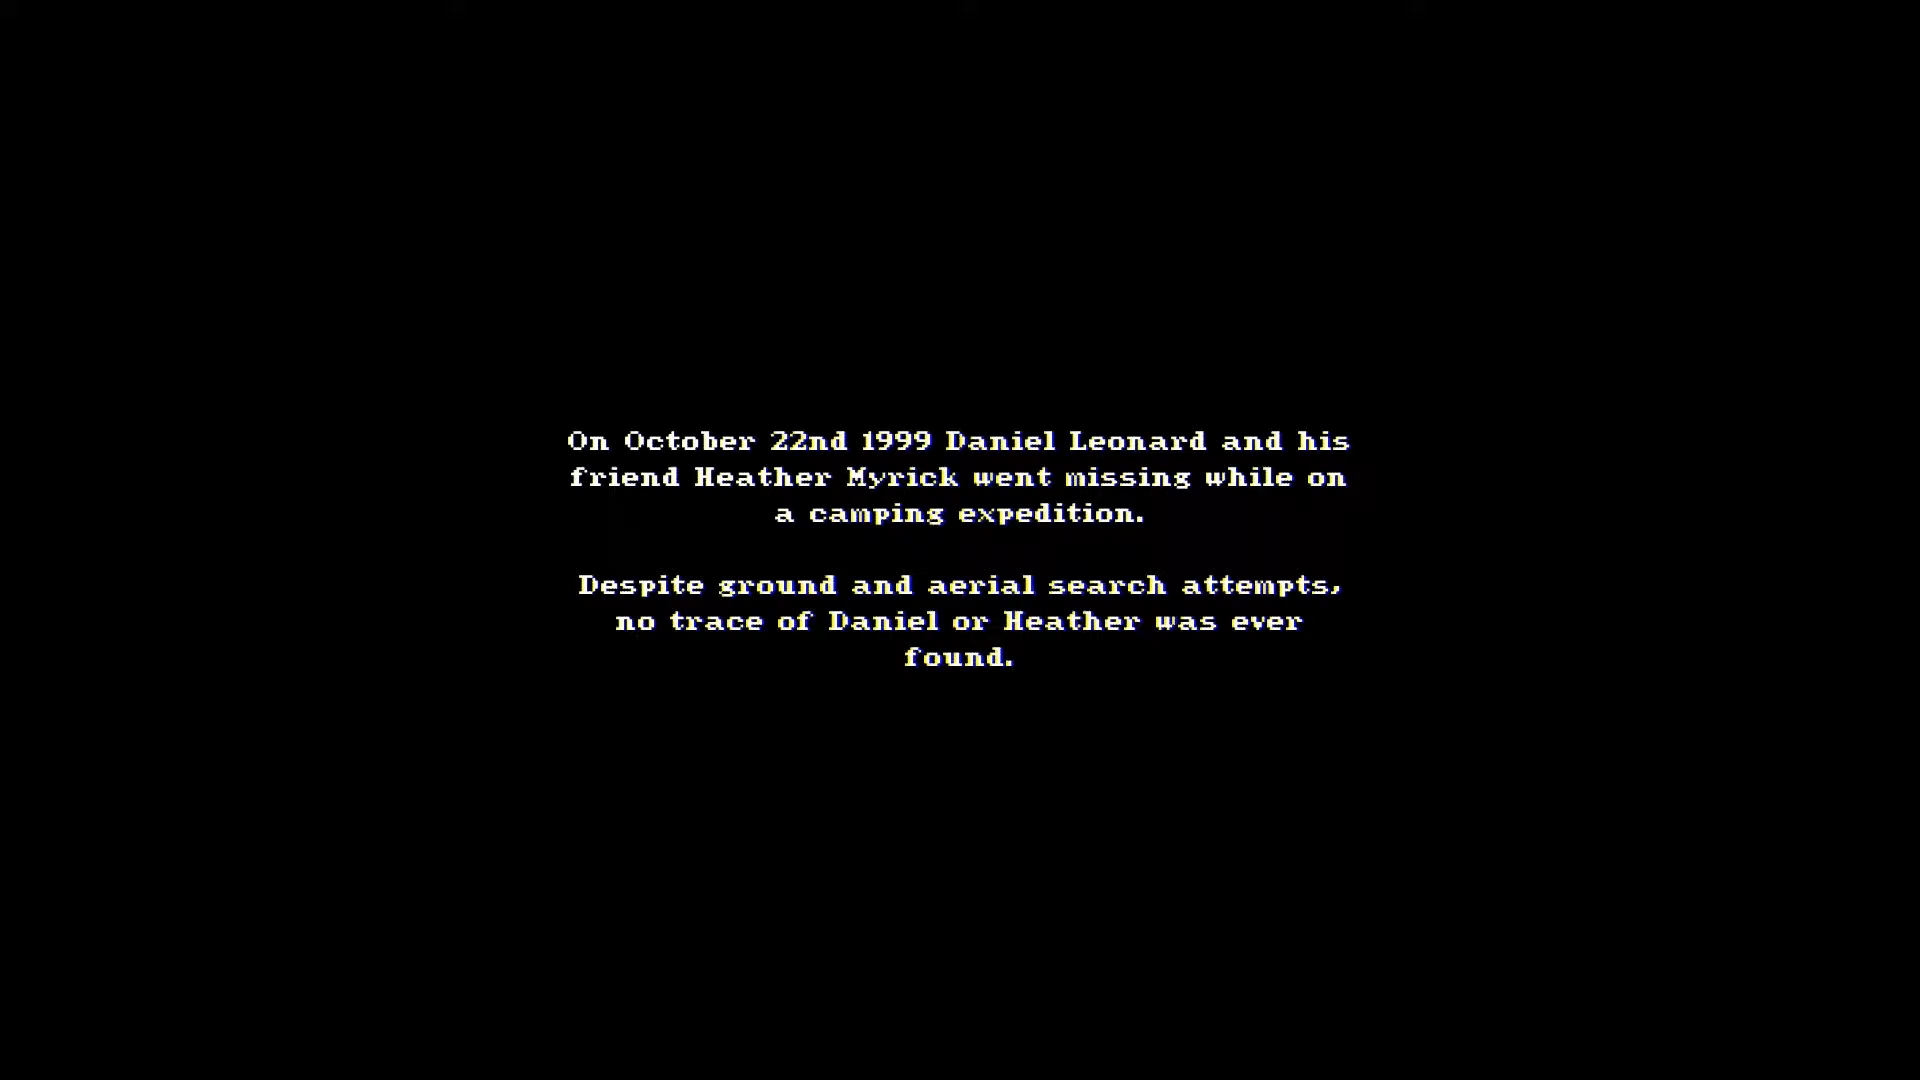 On October 22nd 1999 Daniel Leonard and his
friend Heather Myrick went missing while on
a camping expedition.
Despite ground and aerial search attempts,
no trace of Daniel or Heather was ever
found.